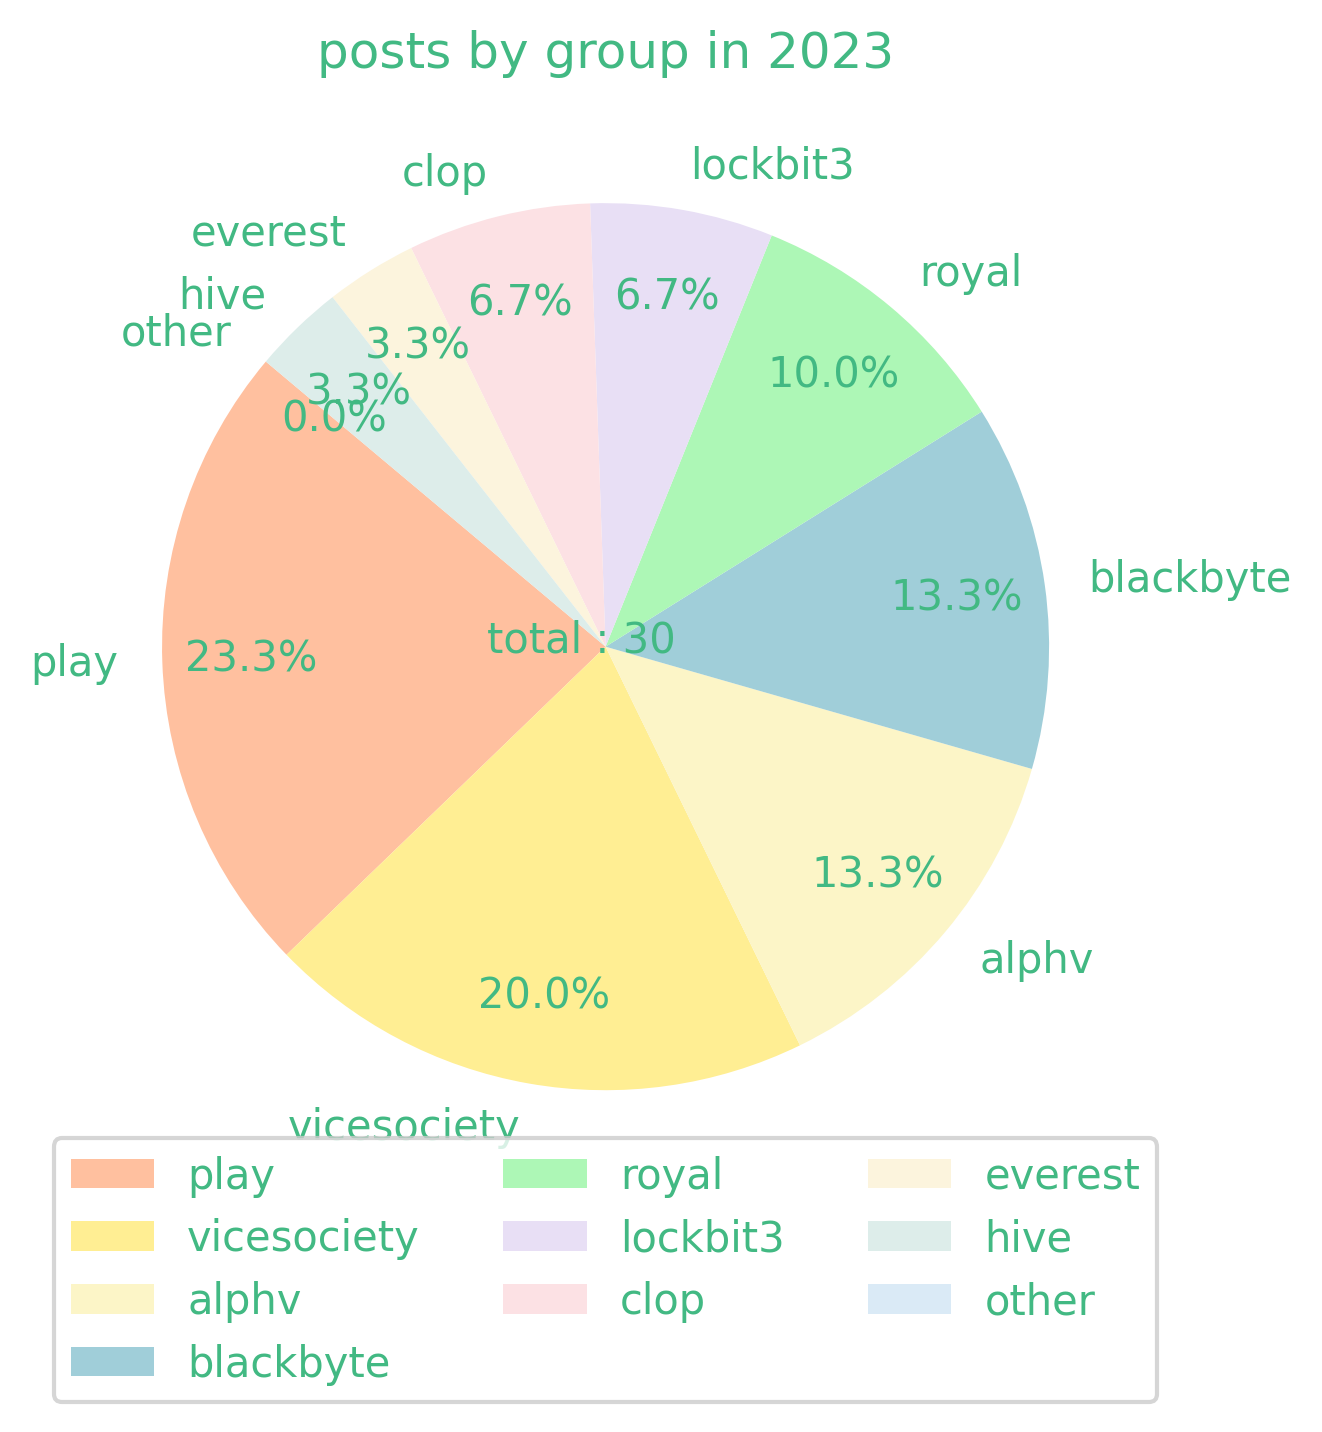 posts by group in 2023
lockbit3
clop
everest
royal
hive
other
6.7%
6.7%
3.3%
10.0%
3.3%
0.0%
blackbyte
13.3%
total : 30
play
23.3%
13.3%
alphv
20.0%
vicesociety
play
vicesociety
alphv
blackbyte
royal
lockbit3
clop
everest
hive
other